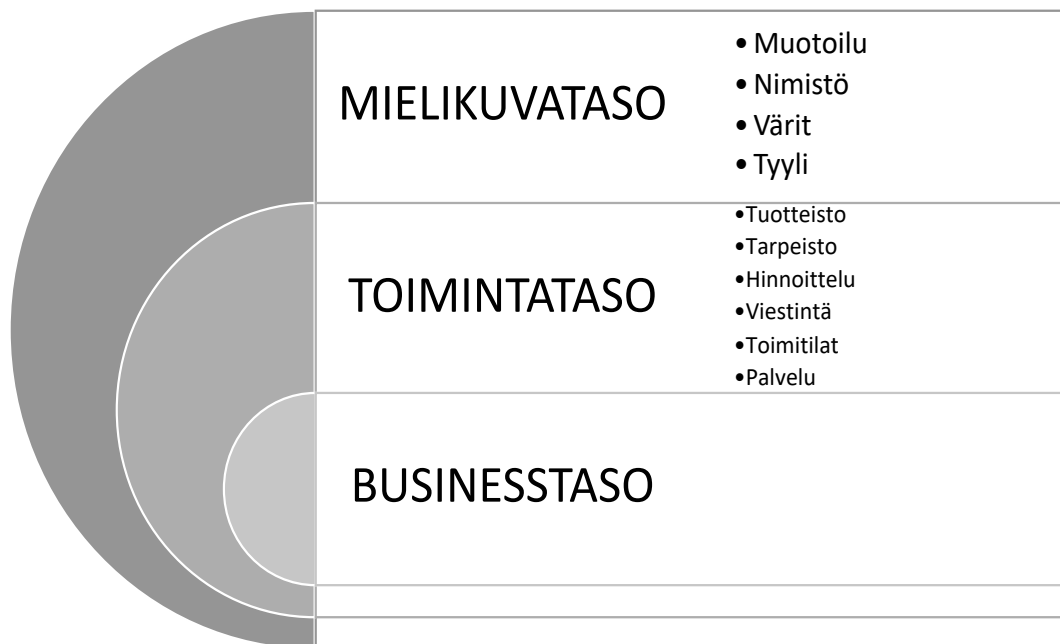 MIELIKUVATASO
• Muotoilu
• Nimistö
• Värit
• Tyyli
TOIMINTATASO
•Tuotteisto
•Tarpeisto
•Hinnoittelu
•Viestintä
•Toimitilat
•Palvelu
BUSINESSTASO